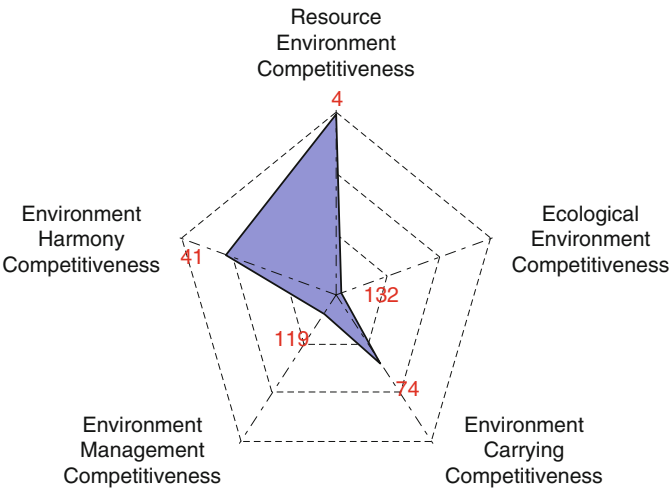 Resource
Environment
Competitiveness
4
Environment
Harmony
Competitiveness
41
Ecological
Environment
Competitiveness
132
119
74
Environment
Management
Competitiveness
Environment
Carrying
Competitiveness